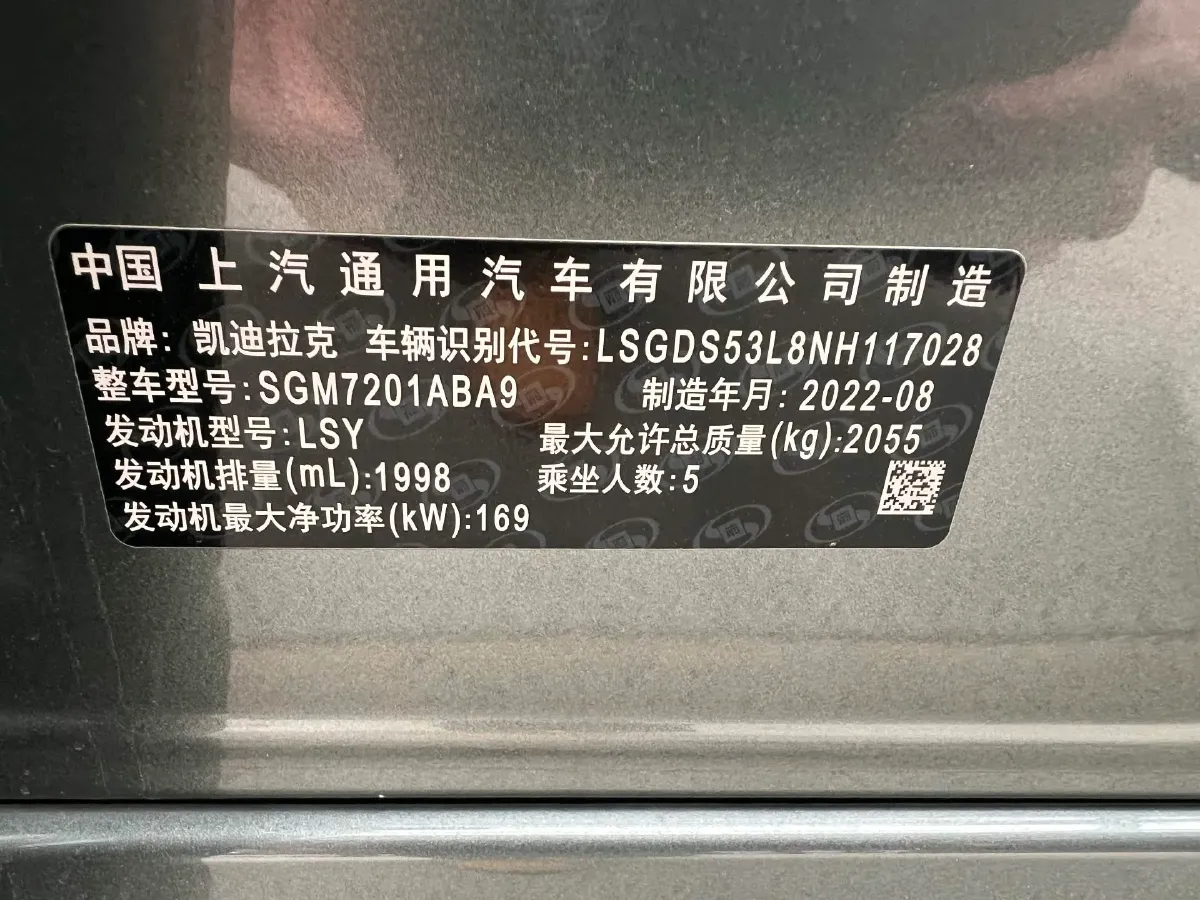 中国 上汽通用汽车有限公司制造
品牌: 凯迪拉克 车辆识别代号:LSGDS53L8NH117028
整车型号:SGM7201ABA9 制造年月: 2022-08
发动机型号:LSY 最大允许总质量(kg):2055
发动机排量(mL):1998 乘坐人数:5
发动机最大净功率(kW):169